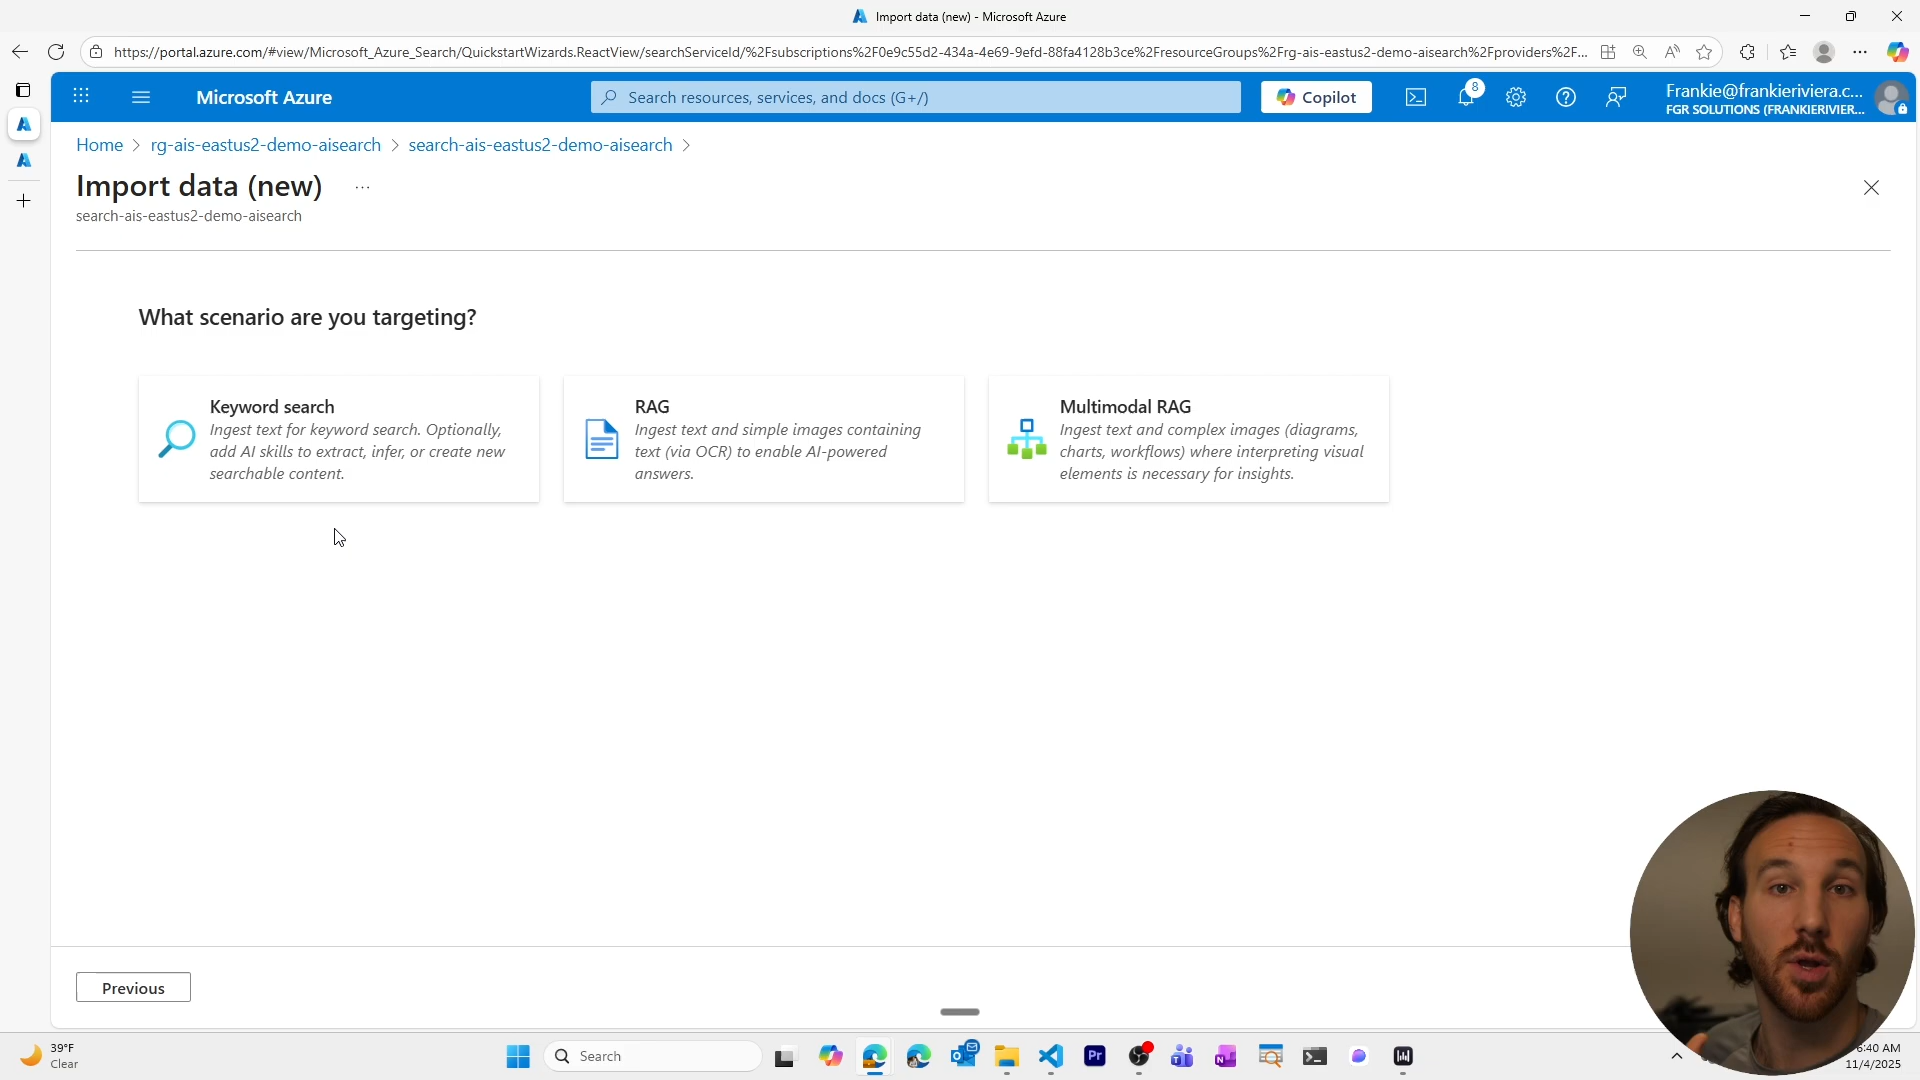 Import data (new) - Microsoft Azure
https://portal.azure.com/#view/Microsoft_Azure_Search/QuickstartWizards.ReactView/searchServiceId/%2Fsubscriptions%2F0e9c55d2-434a-4e69-9efd-88fa4128b3ce%2FresourceGroups%2Frg-ais-eastus2-demo-aisearch%2Fproviders%2F...
Microsoft Azure
Search resources, services, and docs (G+/)
Copilot
8
Frankie@frankieriviera.c...
FGR SOLUTIONS (FRANKIERIVIER...
Home > rg-ais-eastus2-demo-aisearch > search-ais-eastus2-demo-aisearch >
Import data (new) ...
search-ais-eastus2-demo-aisearch
What scenario are you targeting?
Keyword search
Ingest text for keyword search. Optionally,
add AI skills to extract, infer, or create new
searchable content.
RAG
Ingest text and simple images containing
text (via OCR) to enable AI-powered
answers.
Multimodal RAG
Ingest text and complex images (diagrams,
charts, workflows) where interpreting visual
elements is necessary for insights.
Previous
39°F
Clear
Search
Pr
6:40 AM
11/4/2025